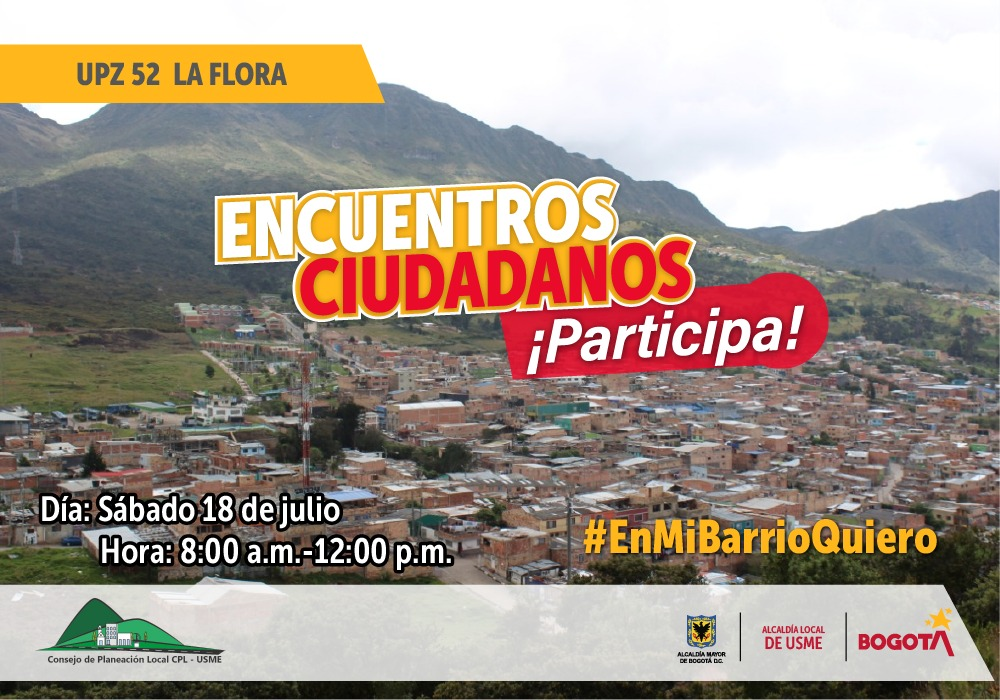 UPZ 52 LA FLORA
ENCUENTROS
CIUDADANOS
¡Participa!
Día: Sábado 18 de julio
Hora: 8:00 a.m.-12:00 p.m.
#EnMiBarrioQuiero
Consejo de Planeación Local CPL - USME
ALCALDÍA MAYOR
DE BOGOTÁ D.C.
ALCALDÍA LOCAL
DE USME
BOGOTÁ